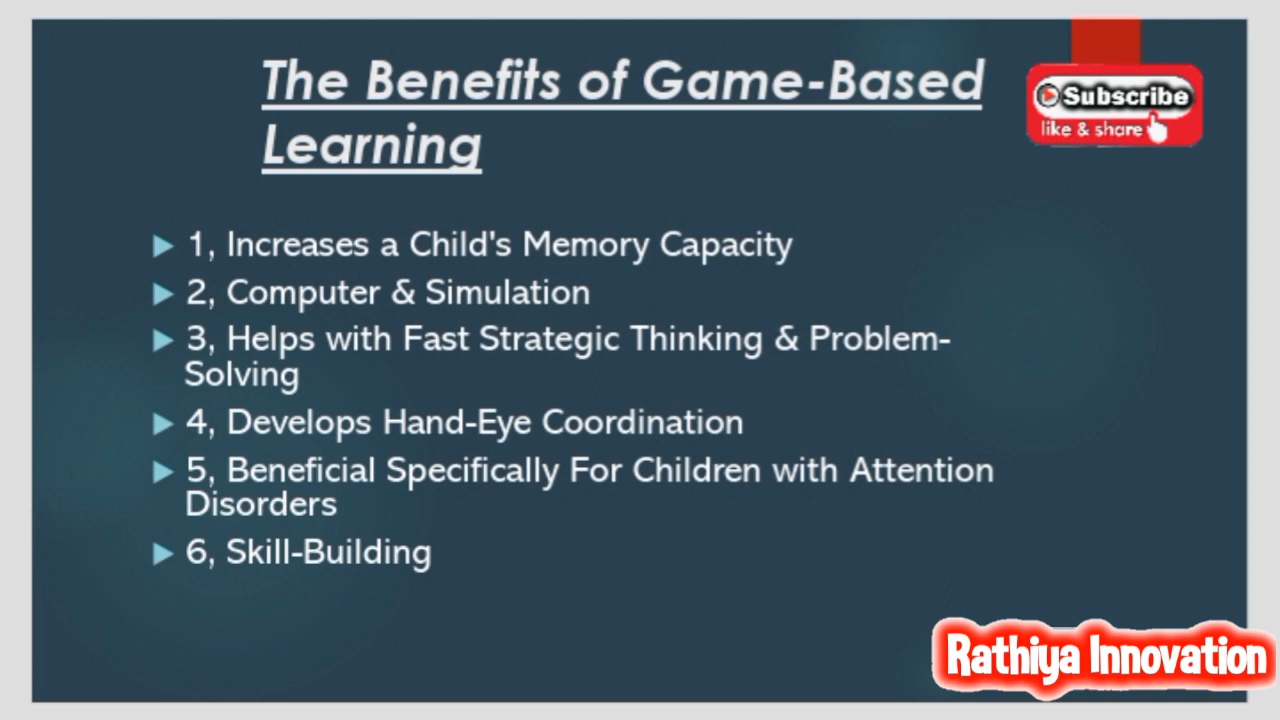 The Benefits of Game-Based
Learning
Subscribe
like & share
1, Increases a Child's Memory Capacity
2, Computer & Simulation
3, Helps with Fast Strategic Thinking & Problem-
Solving
4, Develops Hand-Eye Coordination
5, Beneficial Specifically For Children with Attention
Disorders
6, Skill-Building
Rathiya Innovation